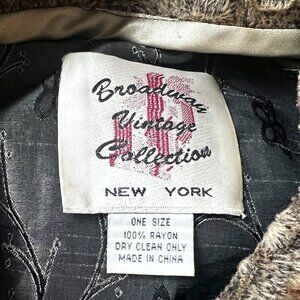 Broadway
Vintage
Collection
NEW YORK
ONE SIZE
100% RAYON
DRY CLEAN ONLY
MADE IN CHINA